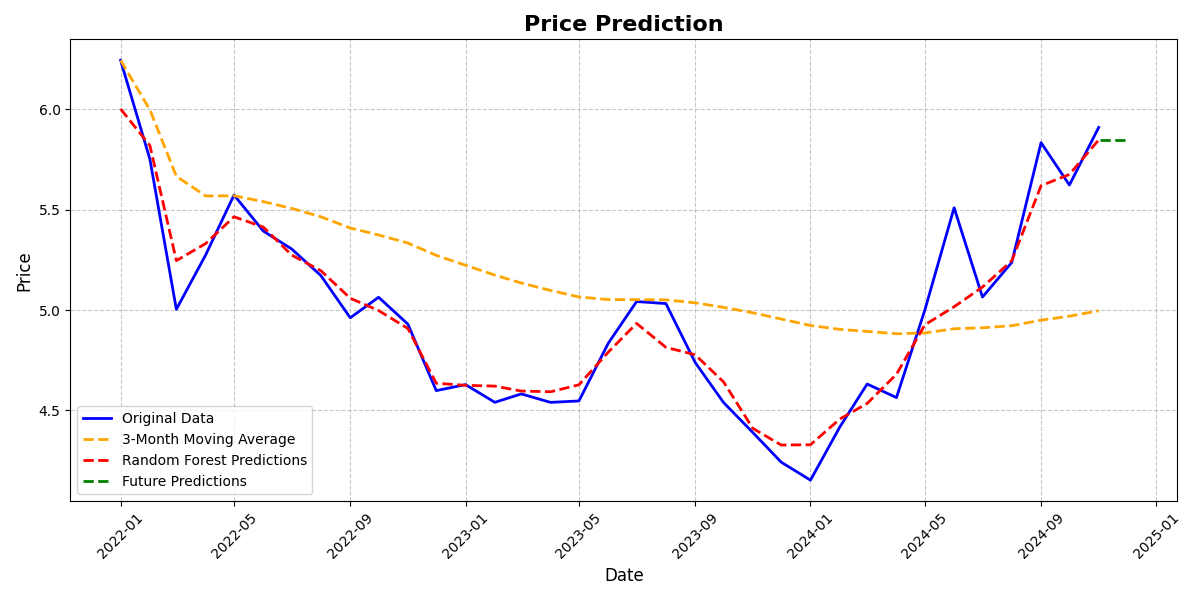 Price Prediction
Price
6.0
5.5
5.0
4.5
Original Data
3-Month Moving Average
Random Forest Predictions
Future Predictions
2022-01
2022-05
2022-09
2023-01
2023-05
2023-09
2024-01
2024-05
2024-09
2025-01
Date